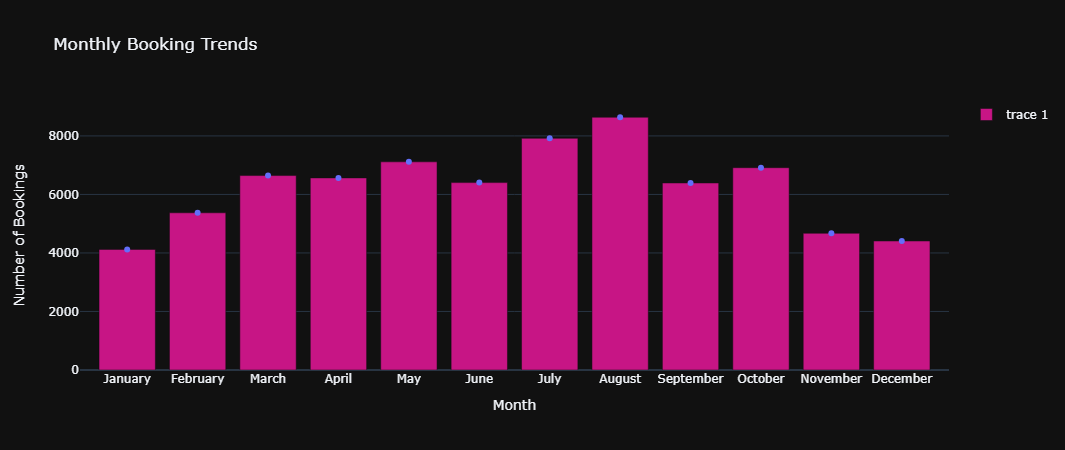 Monthly Booking Trends
trace 1
Number of Bookings
8000
6000
4000
2000
0
January February March April May June July August September October November December
Month